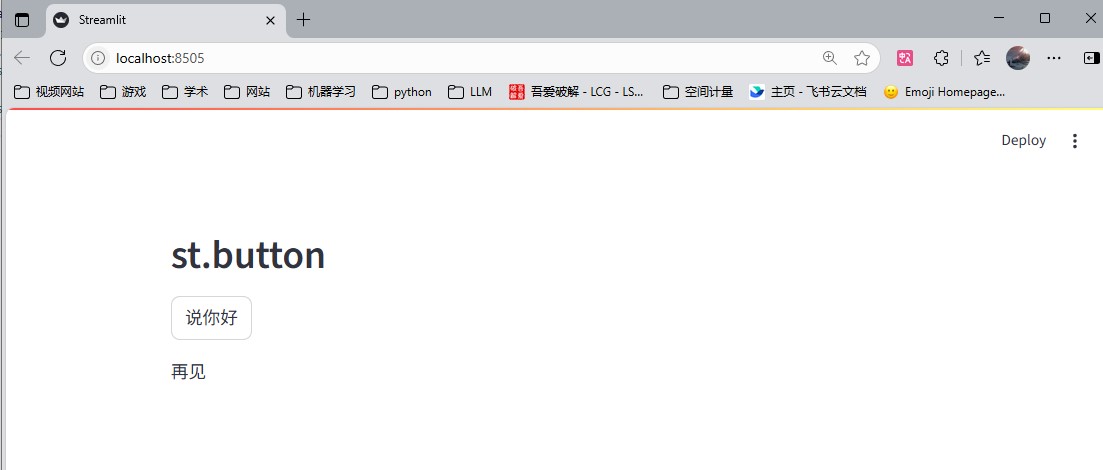 Streamlit
localhost:8505
视频网站 游戏 学术 网站 机器学习 python LLM 吾爱破解 - LCG - LS... 空间计量 主页 - 飞书云文档 Emoji Homepage...
Deploy
st.button
说你好
再见